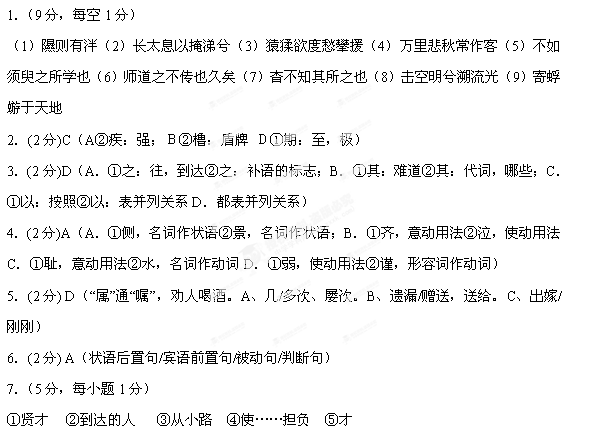 1.（9分，每空1分）
（1）隰则有泮（2）长太息以掩涕兮（3）猿猱欲度愁攀援（4）万里悲秋常作客（5）不如
须臾之所学也（6）师道之不传也久矣（7）杳不知其所之也（8）击空明兮溯流光（9）寄蜉
蝣于天地
2.（2分)C（A②疾：强； B②橹：盾牌 D①期：至，极）
3.（2分)D（A．①之：往，到达②之：补语的标志；B．①其：难道②其：代词，哪些；C．
①以：按照②以：表并列关系 D．都表并列关系）
4.（2分)A（A．①侧，名词作状语②景，名词作状语；B．①齐，意动用法②泣，使动用法
C．①耻，意动用法②水，名词作动词 D．①弱，使动用法②谨，形容词作动词）
5.（2分) D（“属”通“嘱”，劝人喝酒。A、几/多次、屡次。B、遗漏/赠送，送给。C、出嫁/
刚刚）
6.（2分) A（状语后置句/宾语前置句/被动句/判断句）
7.（5分，每小题1分）
①贤才 ②到达的人 ③从小路 ④使……担负 ⑤才